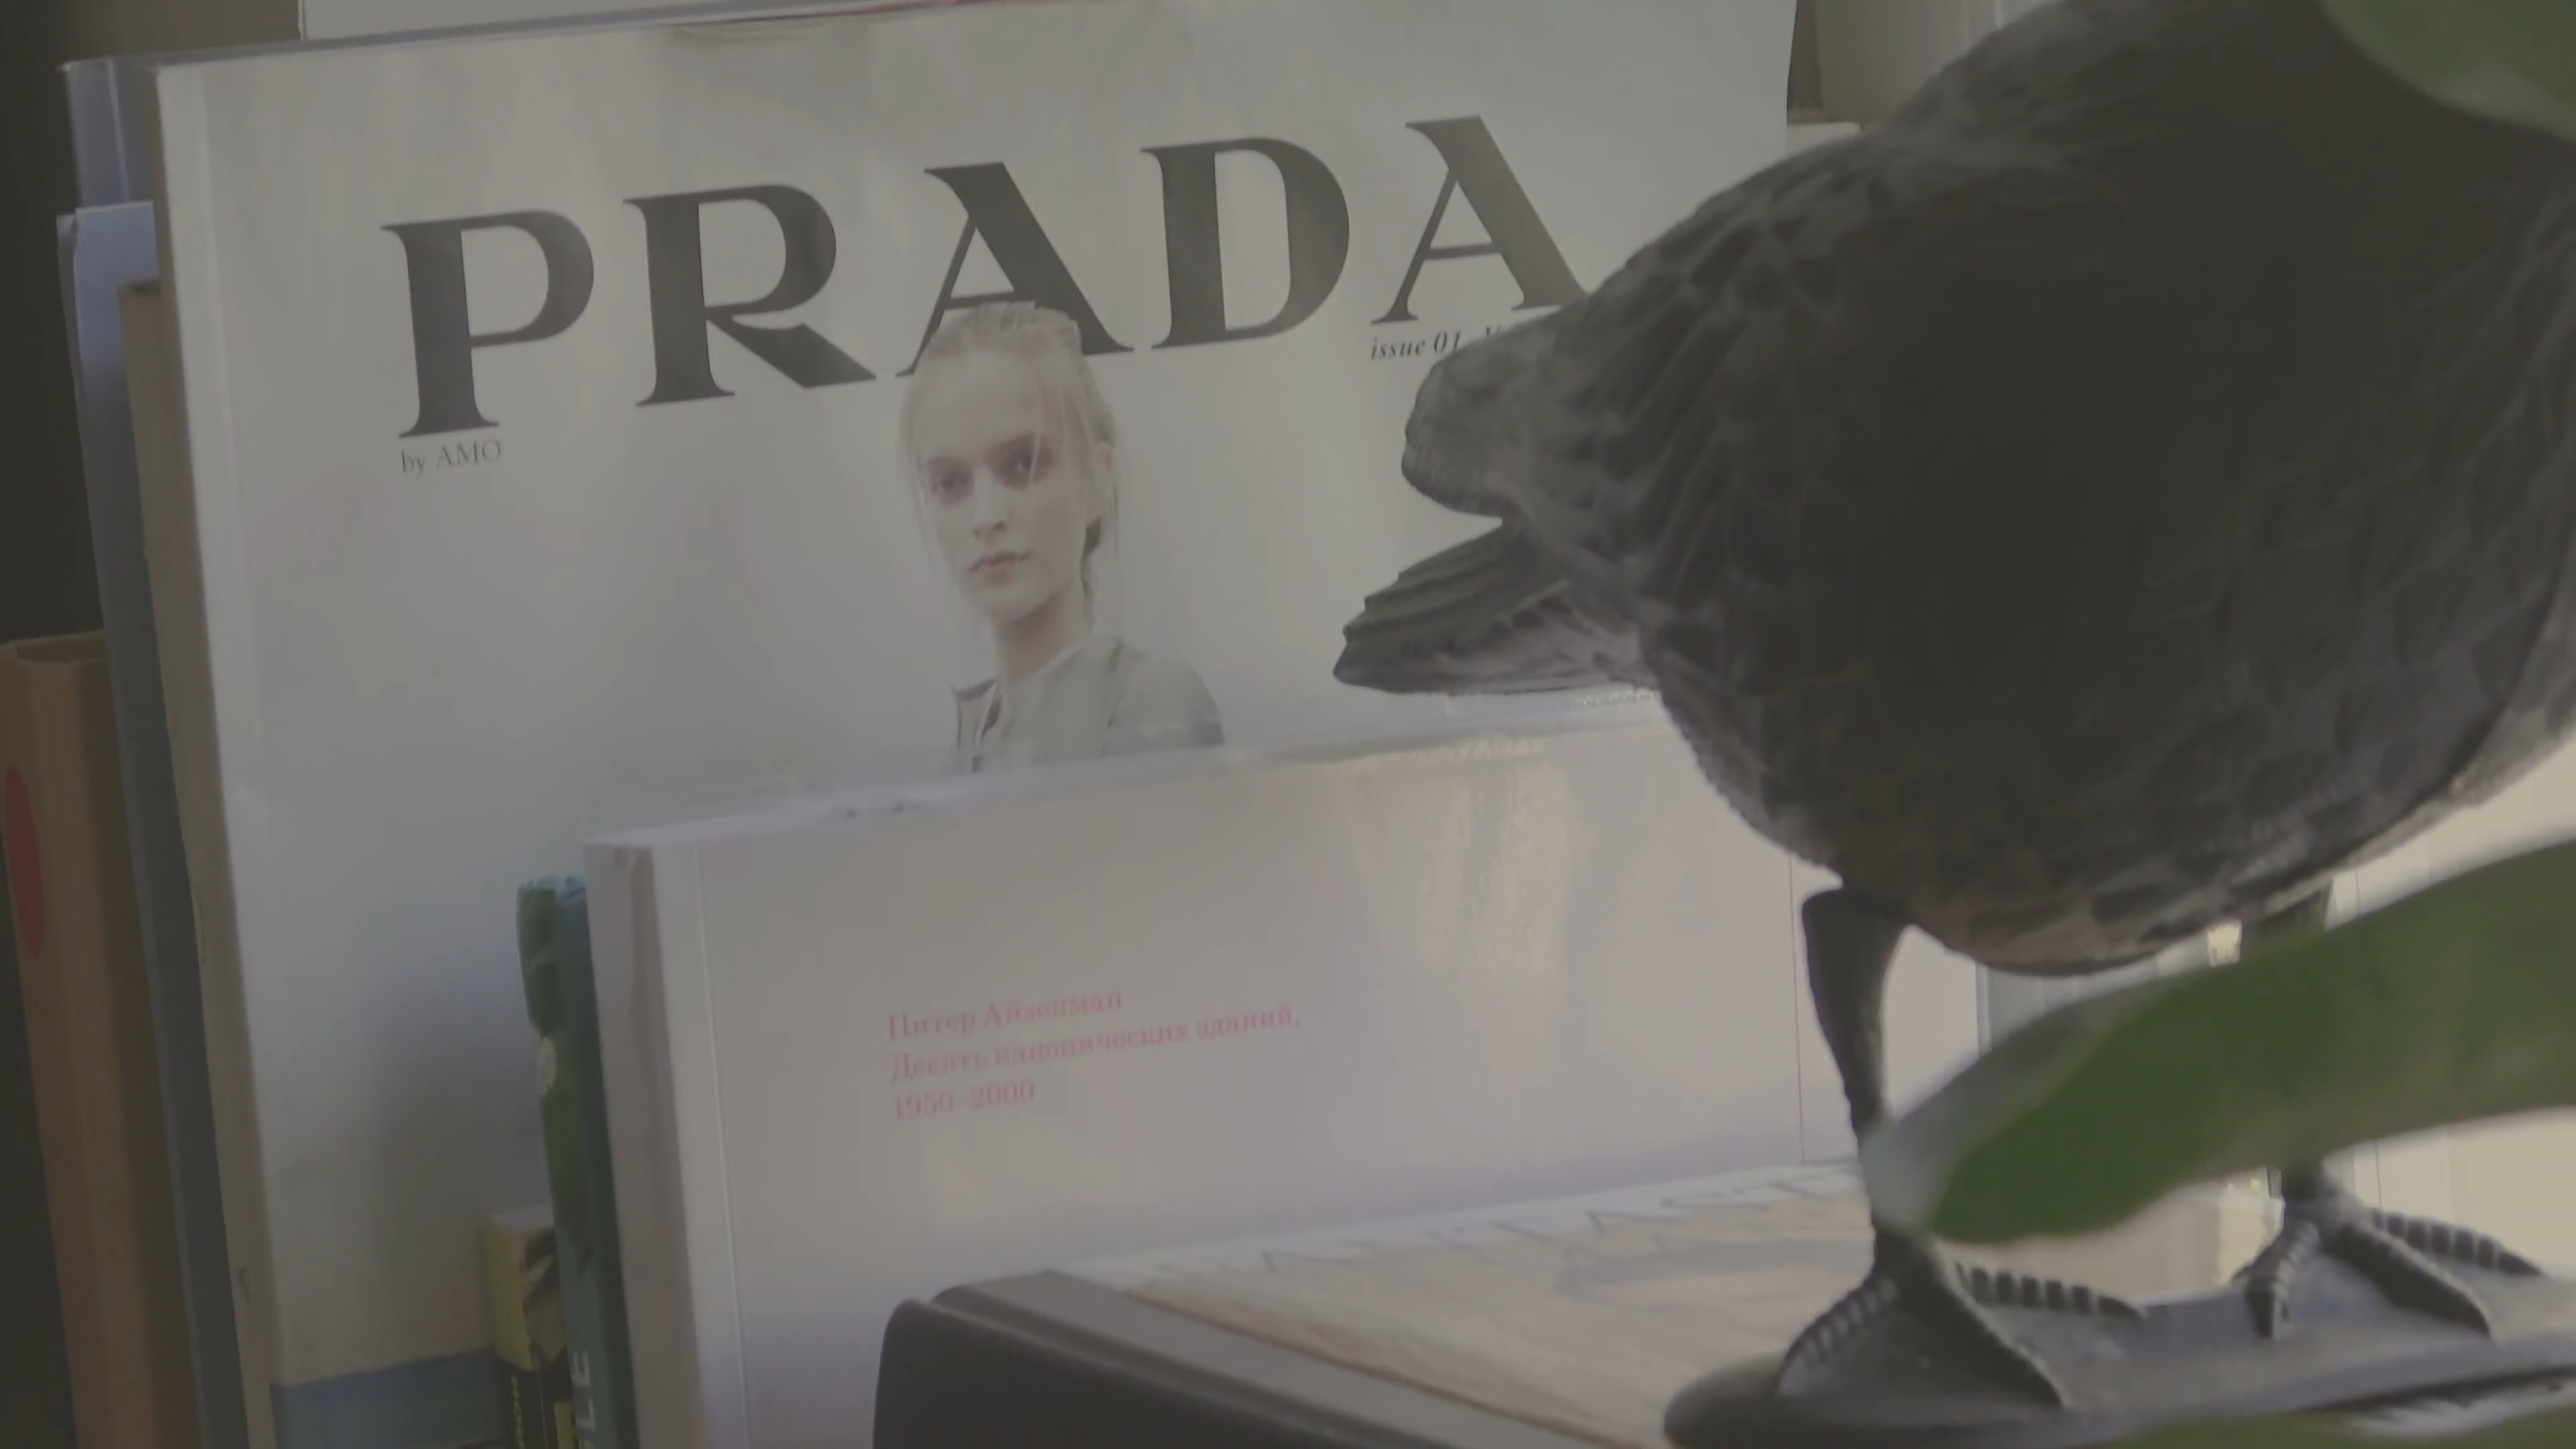 PRADA
by AMO
issue 01
Питер Айзенман
Десять канонических зданий,
1950–2000